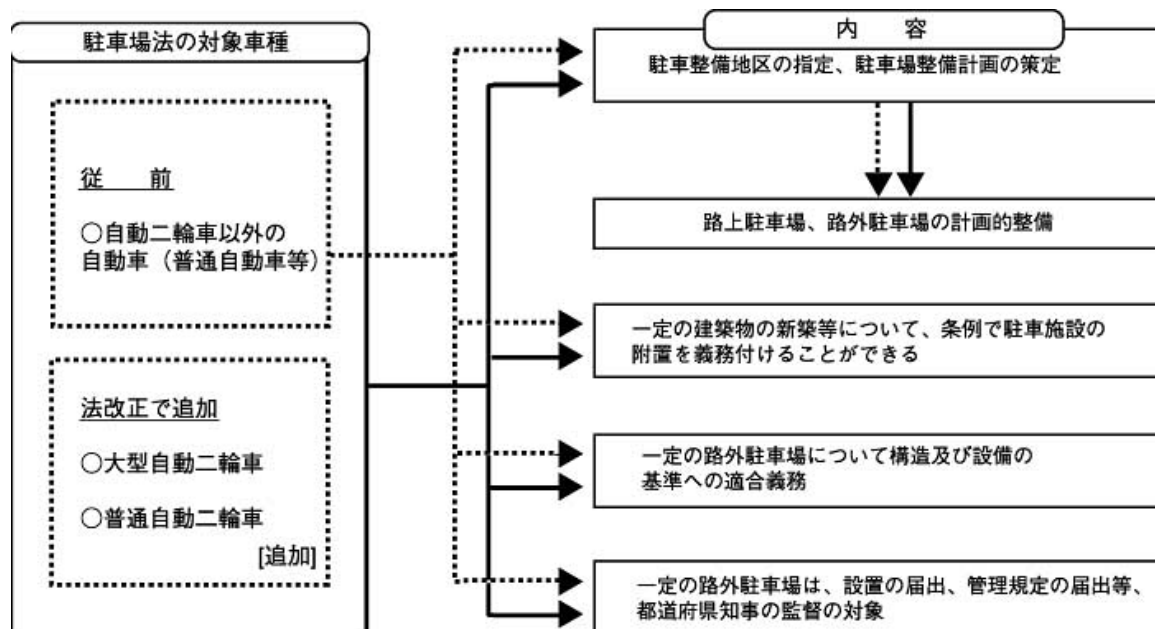 駐車場法の対象車種
従　前
○自動二輪車以外の
自動車（普通自動車等）
法改正で追加
○大型自動二輪車
○普通自動二輪車
[追加]
内　容
駐車整備地区の指定、駐車場整備計画の策定
路上駐車場、路外駐車場の計画的整備
一定の建築物の新築等について、条例で駐車施設の
附置を義務付けることができる
一定の路外駐車場について構造及び設備の
基準への適合義務
一定の路外駐車場は、設置の届出、管理規定の届出等、
都道府県知事の監督の対象